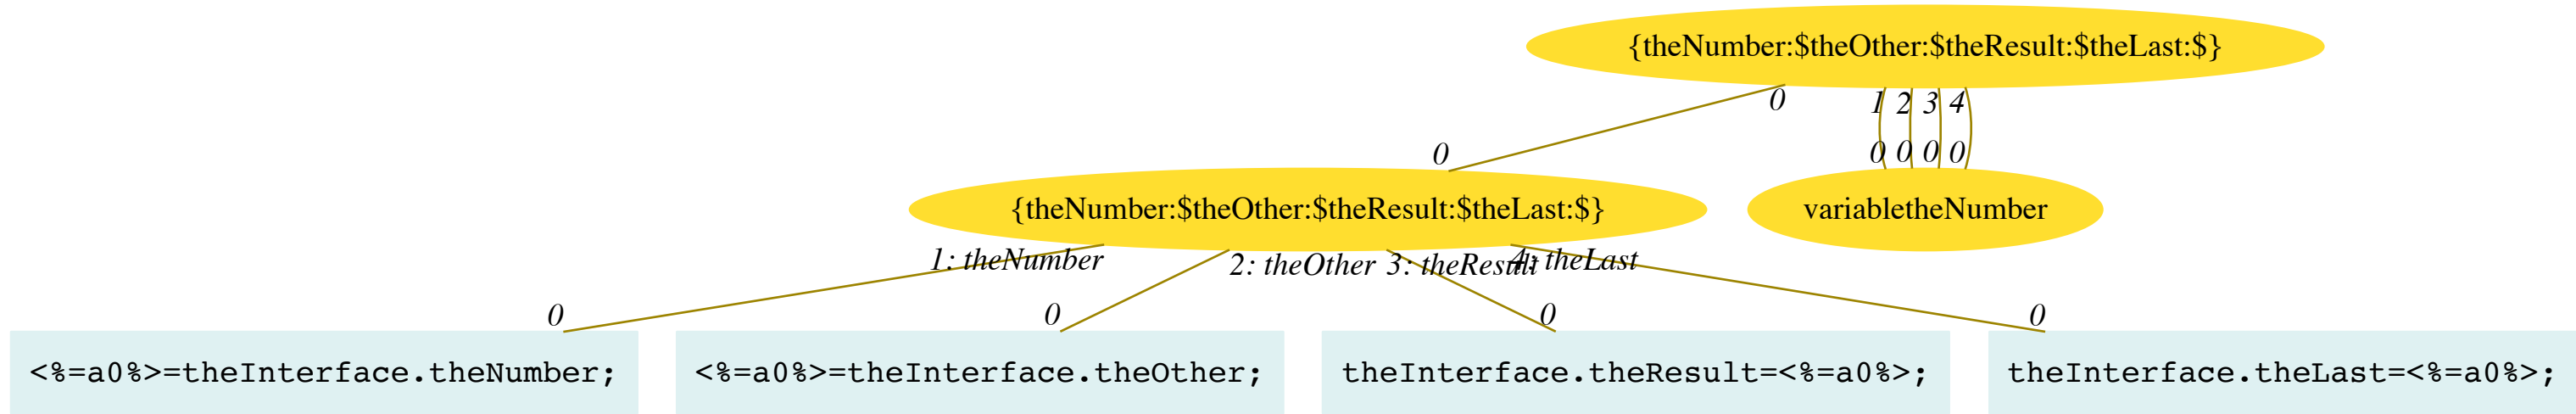 {theNumber:$theOther:$theResult:$theLast:$}
0 1 2 3 4
0 0 0 0 0
{theNumber:$theOther:$theResult:$theLast:$} variabletheNumber
1: theNumber 2: theOther 3: theResult 4: theLast
0 0 0 0
<%=a0%>=theInterface.theNumber; <%=a0%>=theInterface.theOther; theInterface.theResult=<%=a0%>; theInterface.theLast=<%=a0%>;